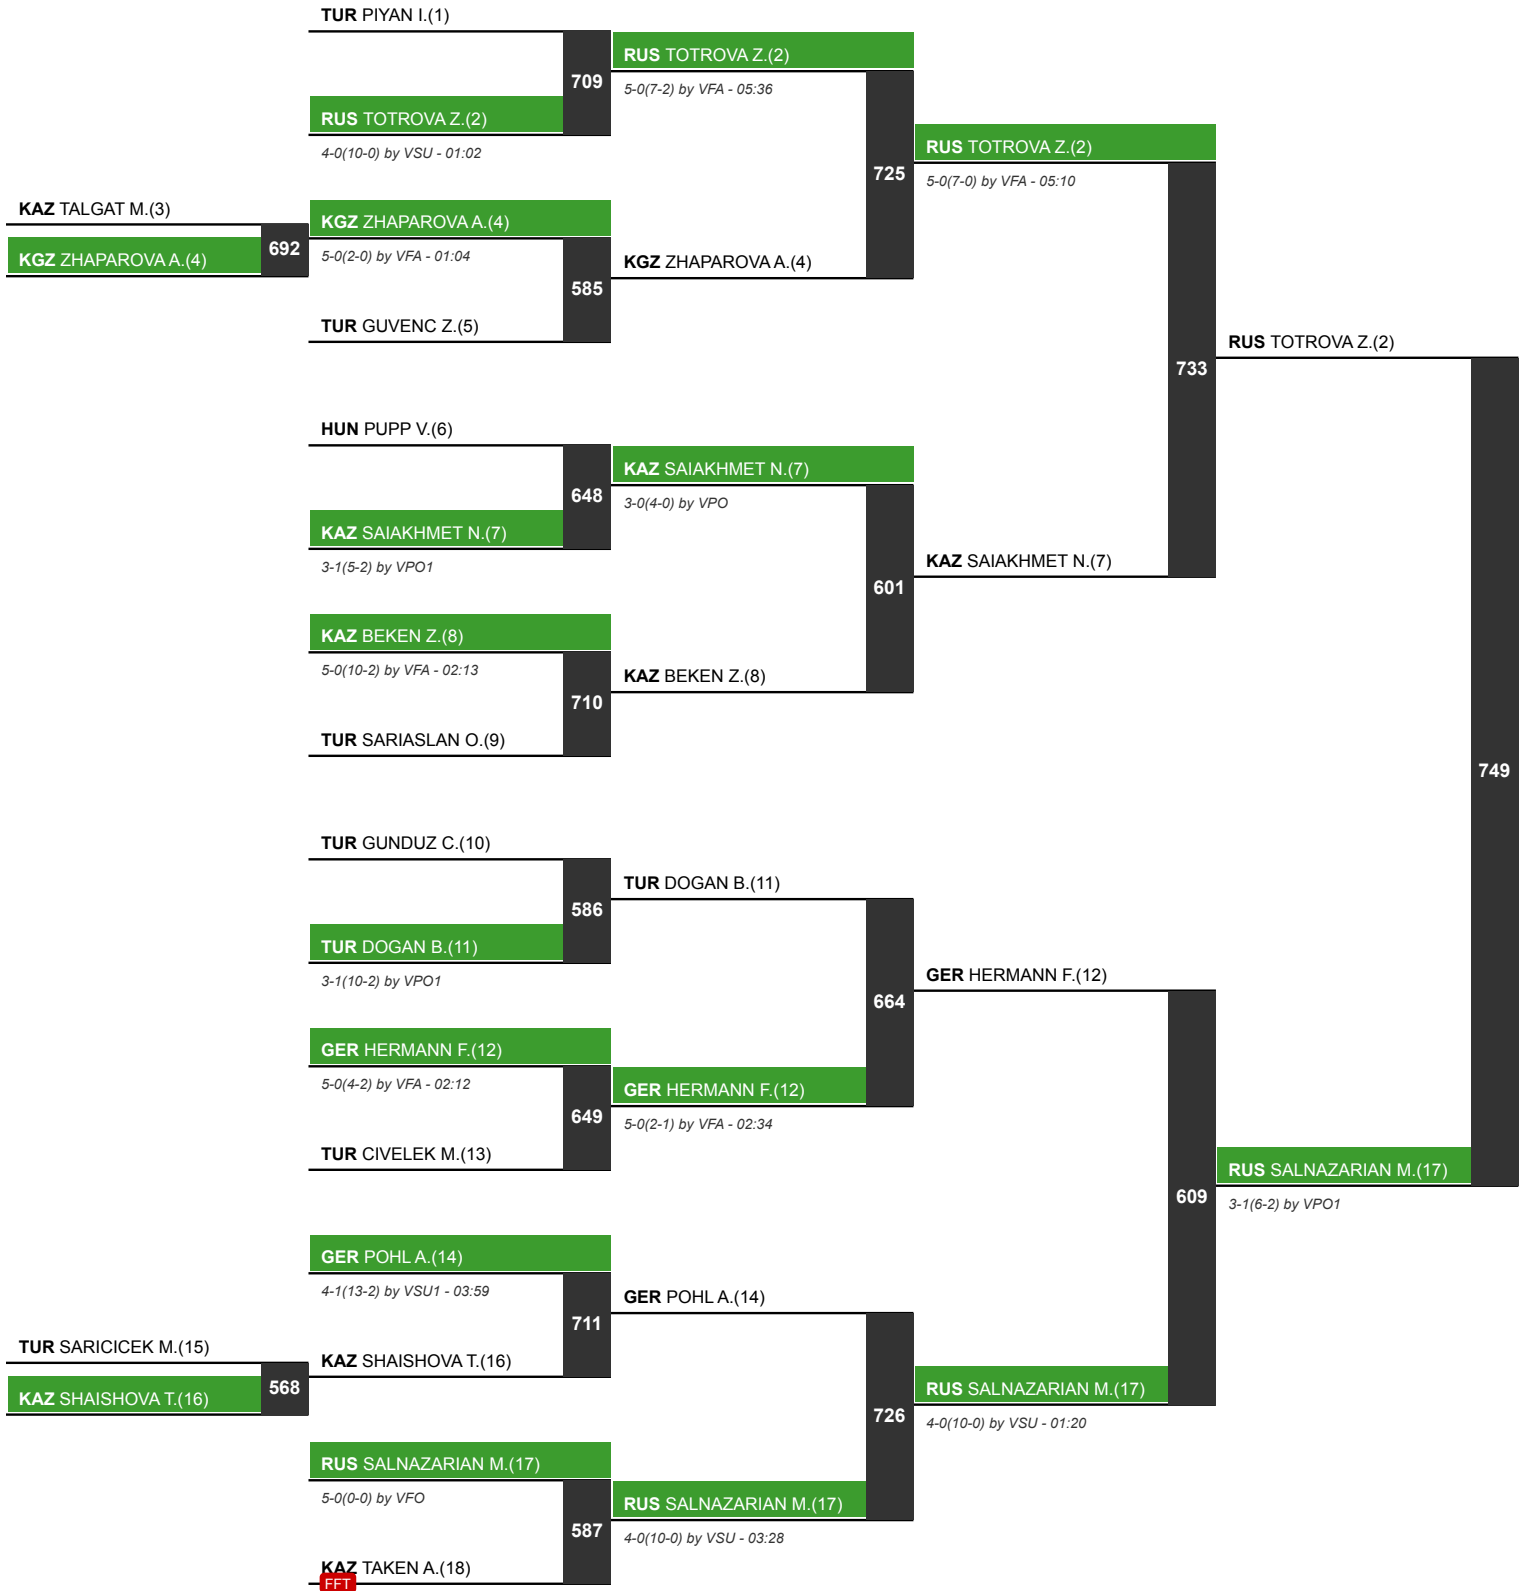 TUR PIYAN I.(1)
709
RUS TOTROVA Z.(2)
4-0(10-0) by VSU - 01:02
KAZ TALGAT M.(3)
692
KGZ ZHAPAROVA A.(4)
KGZ ZHAPAROVA A.(4)
5-0(2-0) by VFA - 01:04
585
TUR GUVENC Z.(5)
HUN PUPP V.(6)
648
KAZ SAIAKHMET N.(7)
3-1(5-2) by VPO1
KAZ BEKEN Z.(8)
5-0(10-2) by VFA - 02:13
710
TUR SARIASLAN O.(9)
TUR GUNDUZ C.(10)
586
TUR DOGAN B.(11)
3-1(10-2) by VPO1
GER HERMANN F.(12)
5-0(4-2) by VFA - 02:12
649
TUR CIVELEK M.(13)
GER POHL A.(14)
4-1(13-2) by VSU1 - 03:59
711
KAZ SHAISHOVA T.(16)
TUR SARICICEK M.(15)
568
KAZ SHAISHOVA T.(16)
RUS SALNAZARIAN M.(17)
5-0(0-0) by VFO
587
KAZ TAKEN A.(18)
FFT
RUS TOTROVA Z.(2)
5-0(7-2) by VFA - 05:36
725
KGZ ZHAPAROVA A.(4)
KAZ SAIAKHMET N.(7)
3-0(4-0) by VPO
601
KAZ BEKEN Z.(8)
TUR DOGAN B.(11)
664
GER HERMANN F.(12)
5-0(2-1) by VFA - 02:34
GER POHL A.(14)
726
RUS SALNAZARIAN M.(17)
4-0(10-0) by VSU - 03:28
RUS TOTROVA Z.(2)
5-0(7-0) by VFA - 05:10
733
KAZ SAIAKHMET N.(7)
GER HERMANN F.(12)
609
RUS SALNAZARIAN M.(17)
4-0(10-0) by VSU - 01:20
RUS TOTROVA Z.(2)
749
RUS SALNAZARIAN M.(17)
3-1(6-2) by VPO1